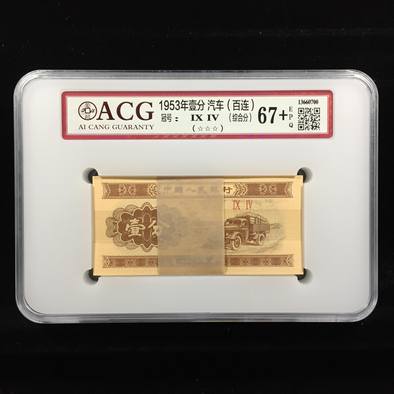 ACG
AI CANG GUARANTY
1953年壹分 汽车（百连）
冠号： IX IV （综合分）
（☆☆☆）
67+
EPQ
13660700
中国人民银行
IX IV
壹分